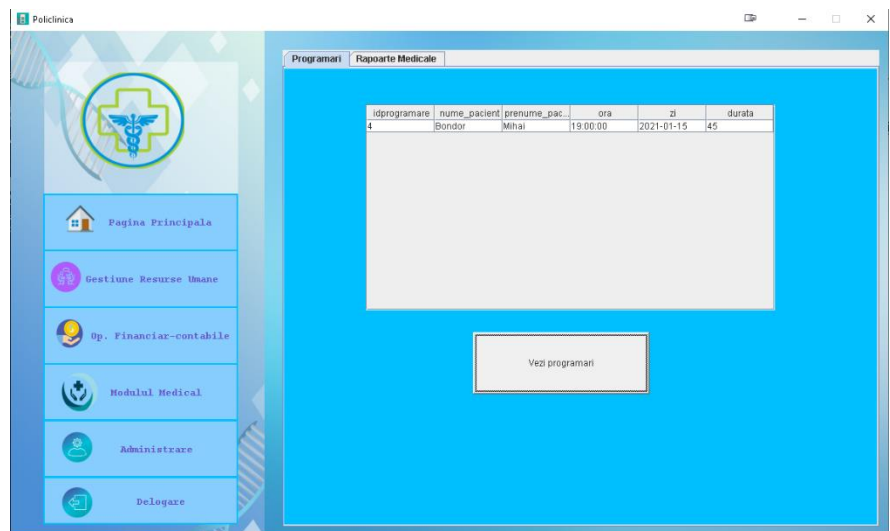 Policlinica
Programari Rapoarte Medicale
idprogramare nume_pacient prenume_pac... ora zi durata
4 Bondor Mihai 19:00:00 2021-01-15 45
Pagina Principala
Gestiune Resurse Umane
Op. Financiar-contabile
Modulul Medical
Administrare
Delogare
Vezi programari